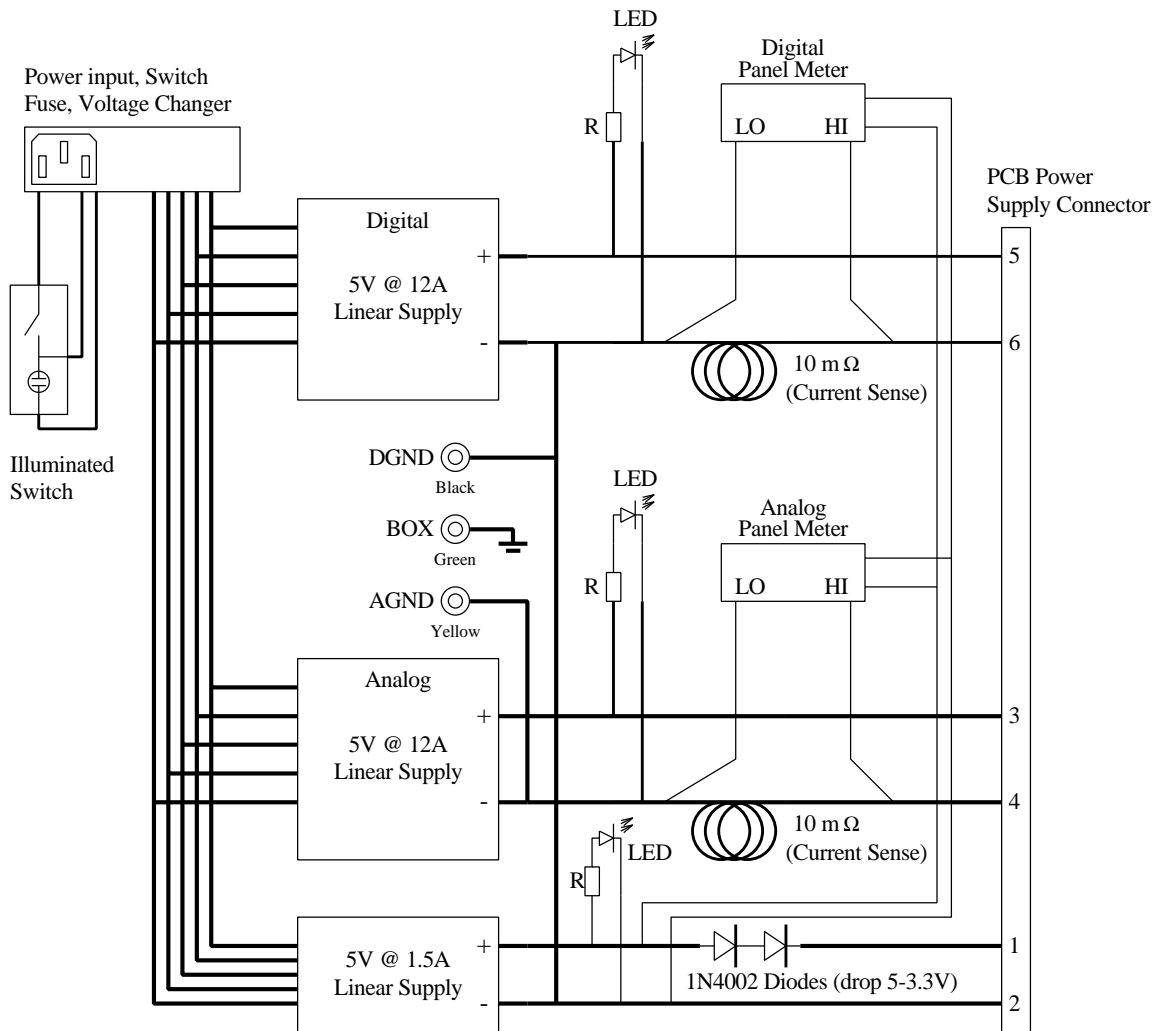 LED
Digital
Panel Meter
Power input, Switch
Fuse, Voltage Changer
R
LO HI
PCB Power
Supply Connector
Digital
+
5V @ 12A
Linear Supply
-
5
6
10 m Ω
(Current Sense)
Illuminated
Switch
DGND
Black
BOX
Green
AGND
Yellow
LED
R
Analog
Panel Meter
LO HI
Analog
+
5V @ 12A
Linear Supply
-
3
4
10 m Ω
(Current Sense)
LED
R
+
5V @ 1.5A
Linear Supply
-
1N4002 Diodes (drop 5-3.3V)
1
2